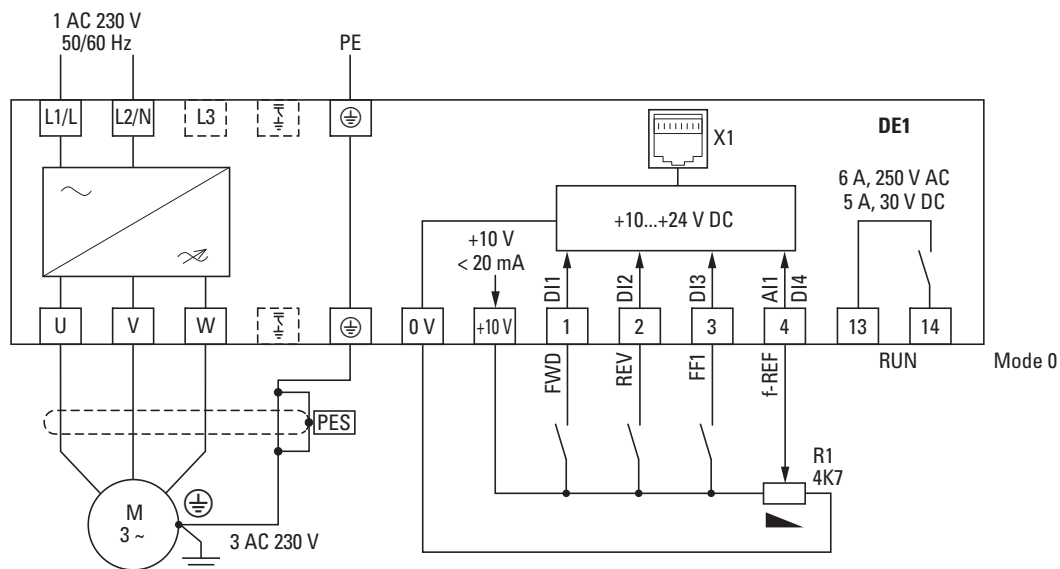 1 AC 230 V
50/60 Hz
PE
L1/L
L2/N
L3
DE1
X1
6 A, 250 V AC
5 A, 30 V DC
+10...+24 V DC
+10 V
< 20 mA
DI1
DI2
DI3
AI1
DI4
U
V
W
0 V
+10 V
1
2
3
4
13
14
FWD
REV
FF1
f-REF
RUN
Mode 0
PES
R1
4K7
M
3 ~
3 AC 230 V